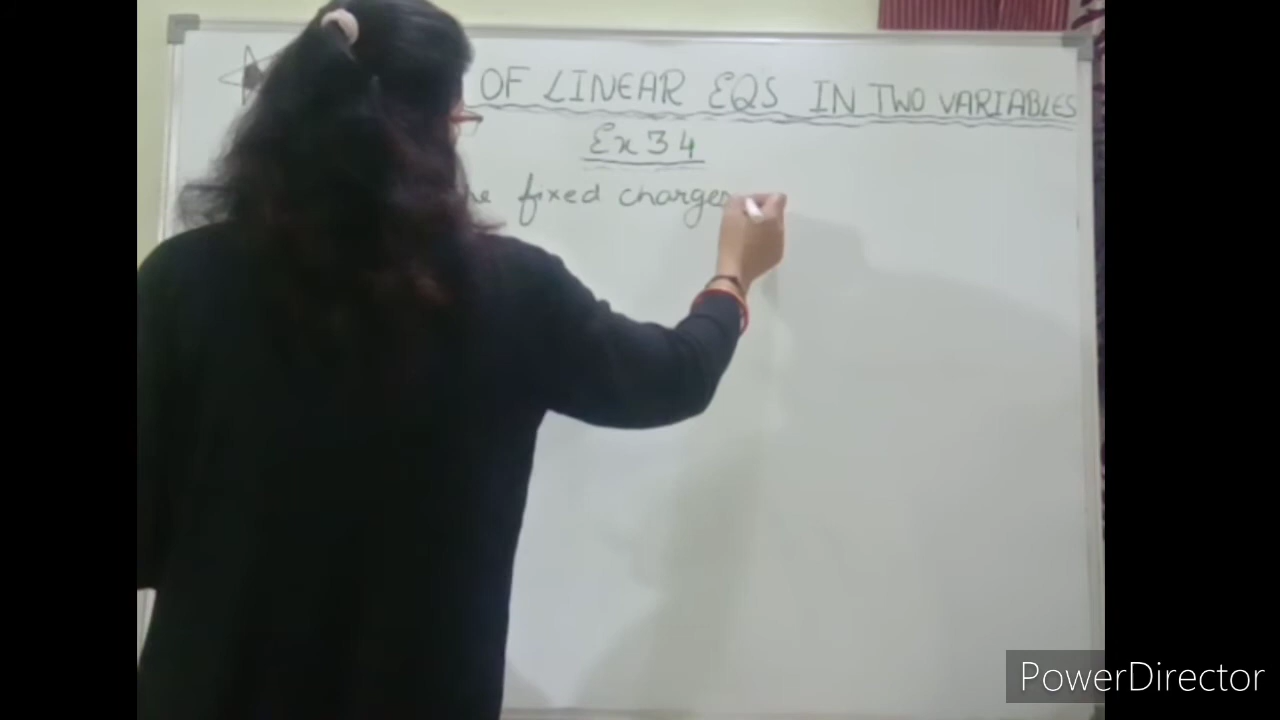 OF LINEAR EQS IN TWO VARIABLES
Ex 3 4
fixed charges
PowerDirector